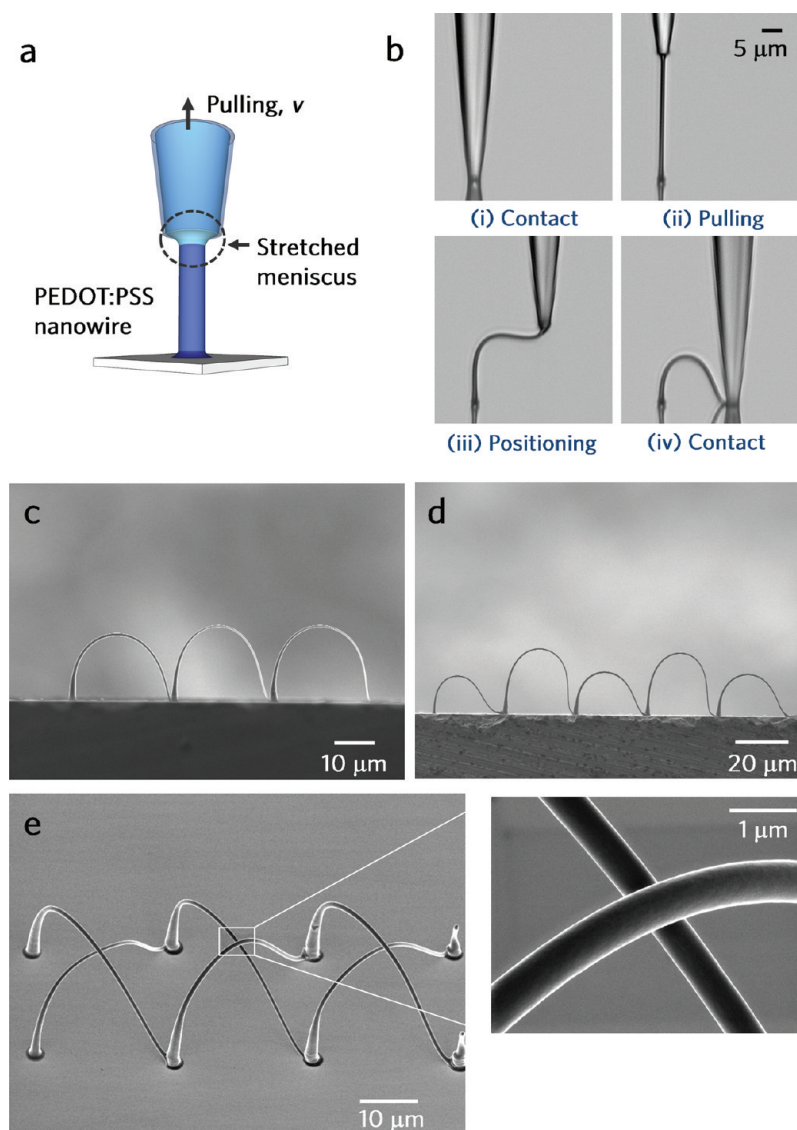 a
Pulling, v
Stretched
meniscus
PEDOT:PSS
nanowire
b
5 μm
(i) Contact
(ii) Pulling
(iii) Positioning
(iv) Contact
c
10 μm
d
20 μm
e
10 μm
1 μm